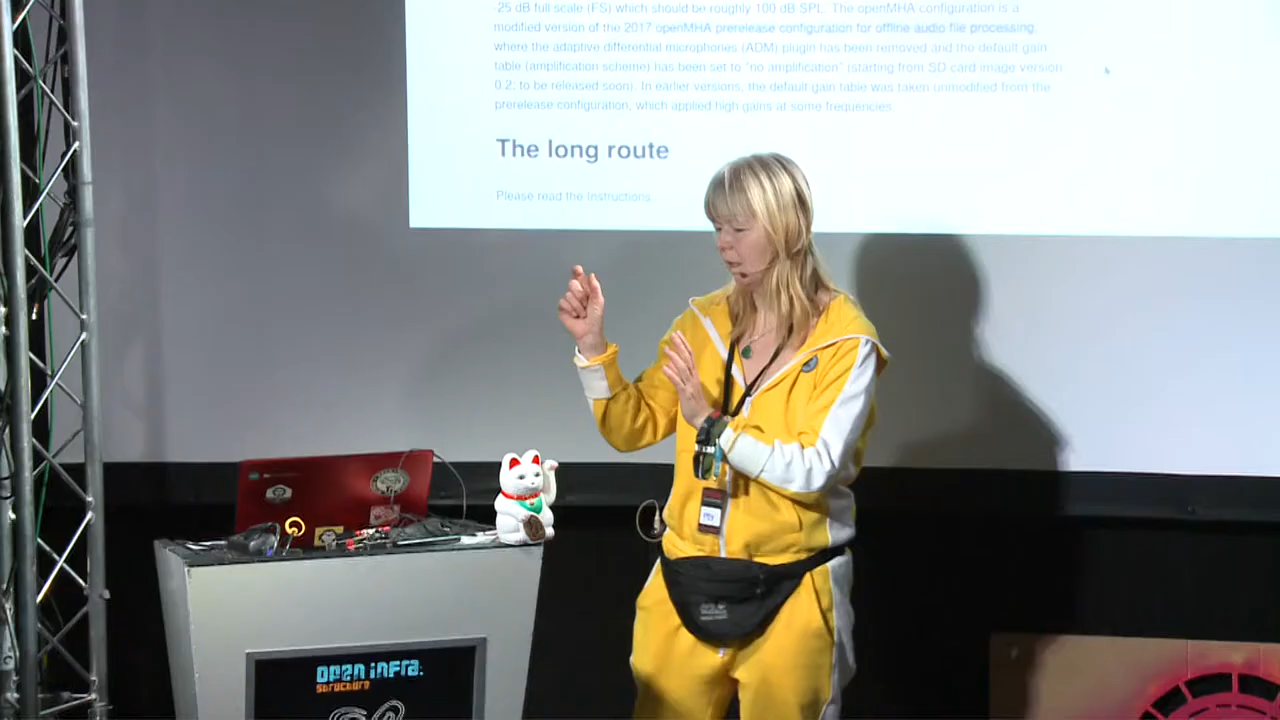 -25 dB full scale (FS) which should be roughly 100 dB SPL. The openMHA configuration is a
modified version of the 2017 openMHA prerelease configuration for offline audio file processing,
where the adaptive differential microphones (ADM) plugin has been removed and the default gain
table (amplification scheme) has been set to "no amplification" (starting from SD card image version
0.2, to be released soon). In earlier versions, the default gain table was taken unmodified from the
prerelease configuration, which applied high gains at some frequencies.
The long route
Please read the Instructions.
open infra:
structure